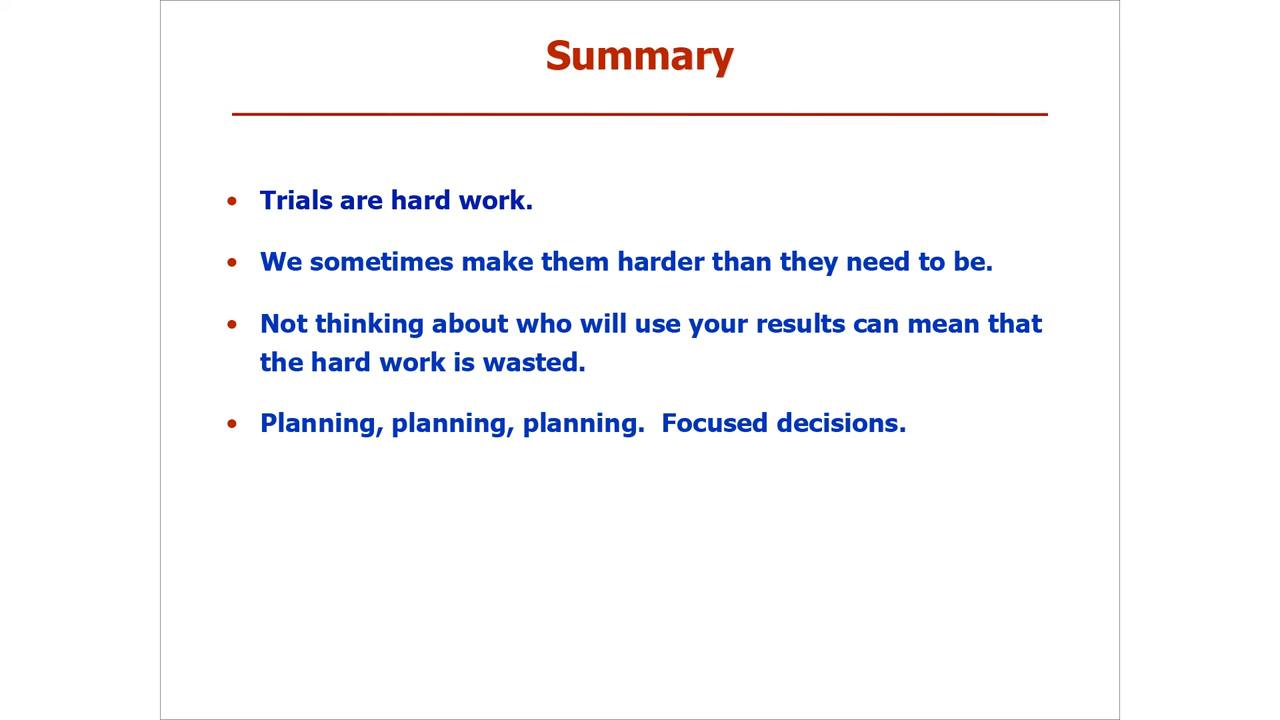 Summary
• Trials are hard work.
• We sometimes make them harder than they need to be.
• Not thinking about who will use your results can mean that
the hard work is wasted.
• Planning, planning, planning.  Focused decisions.